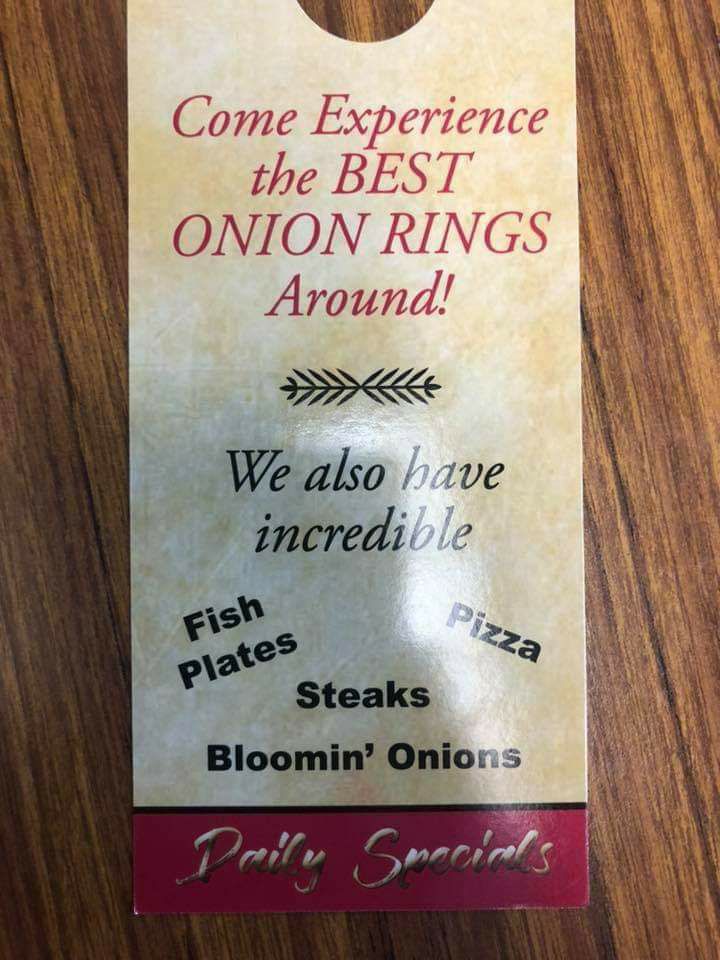 Come Experience
the BEST
ONION RINGS
Around!
We also have
incredible
Fish
Plates
Pizza
Steaks
Bloomin' Onions
Daily Specials